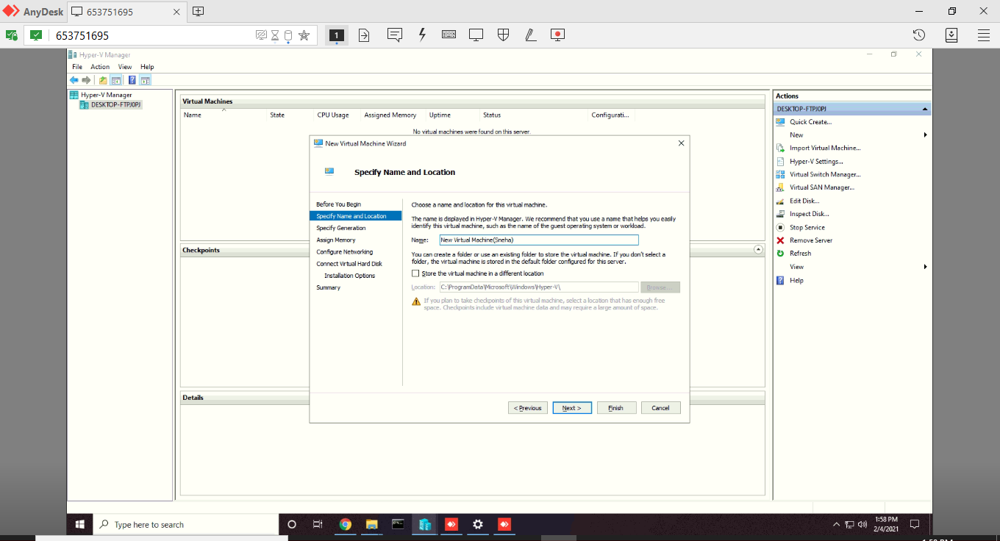 AnyDesk
653751695
653751695
1
Hyper-V Manager
File Action View Help
Hyper-V Manager
DESKTOP-FTPJ0PJ
Virtual Machines
Name State CPU Usage Assigned Memory Uptime Status Configurati...
No virtual machines were found on this server.
New Virtual Machine Wizard
Specify Name and Location
Before You Begin
Specify Name and Location
Specify Generation
Assign Memory
Configure Networking
Connect Virtual Hard Disk
Installation Options
Summary
Choose a name and location for this virtual machine.
The name is displayed in Hyper-V Manager. We recommend that you use a name that helps you easily
identify this virtual machine, such as the name of the guest operating system or workload.
Name: New Virtual Machine(Sneha)
You can create a folder or use an existing folder to store the virtual machine. If you don't select a
folder, the virtual machine is stored in the default folder configured for this server.
Store the virtual machine in a different location
Location: C:\ProgramData\Microsoft\Windows\Hyper-V\ Browse...
If you plan to take checkpoints of this virtual machine, select a location that has enough free
space. Checkpoints include virtual machine data and may require a large amount of space.
< Previous Next > Finish Cancel
Checkpoints
Details
Actions
DESKTOP-FTPJ0PJ
Quick Create...
New
Import Virtual Machine...
Hyper-V Settings...
Virtual Switch Manager...
Virtual SAN Manager...
Edit Disk...
Inspect Disk...
Stop Service
Remove Server
Refresh
View
Help
Type here to search
1:58 PM
2/4/2021